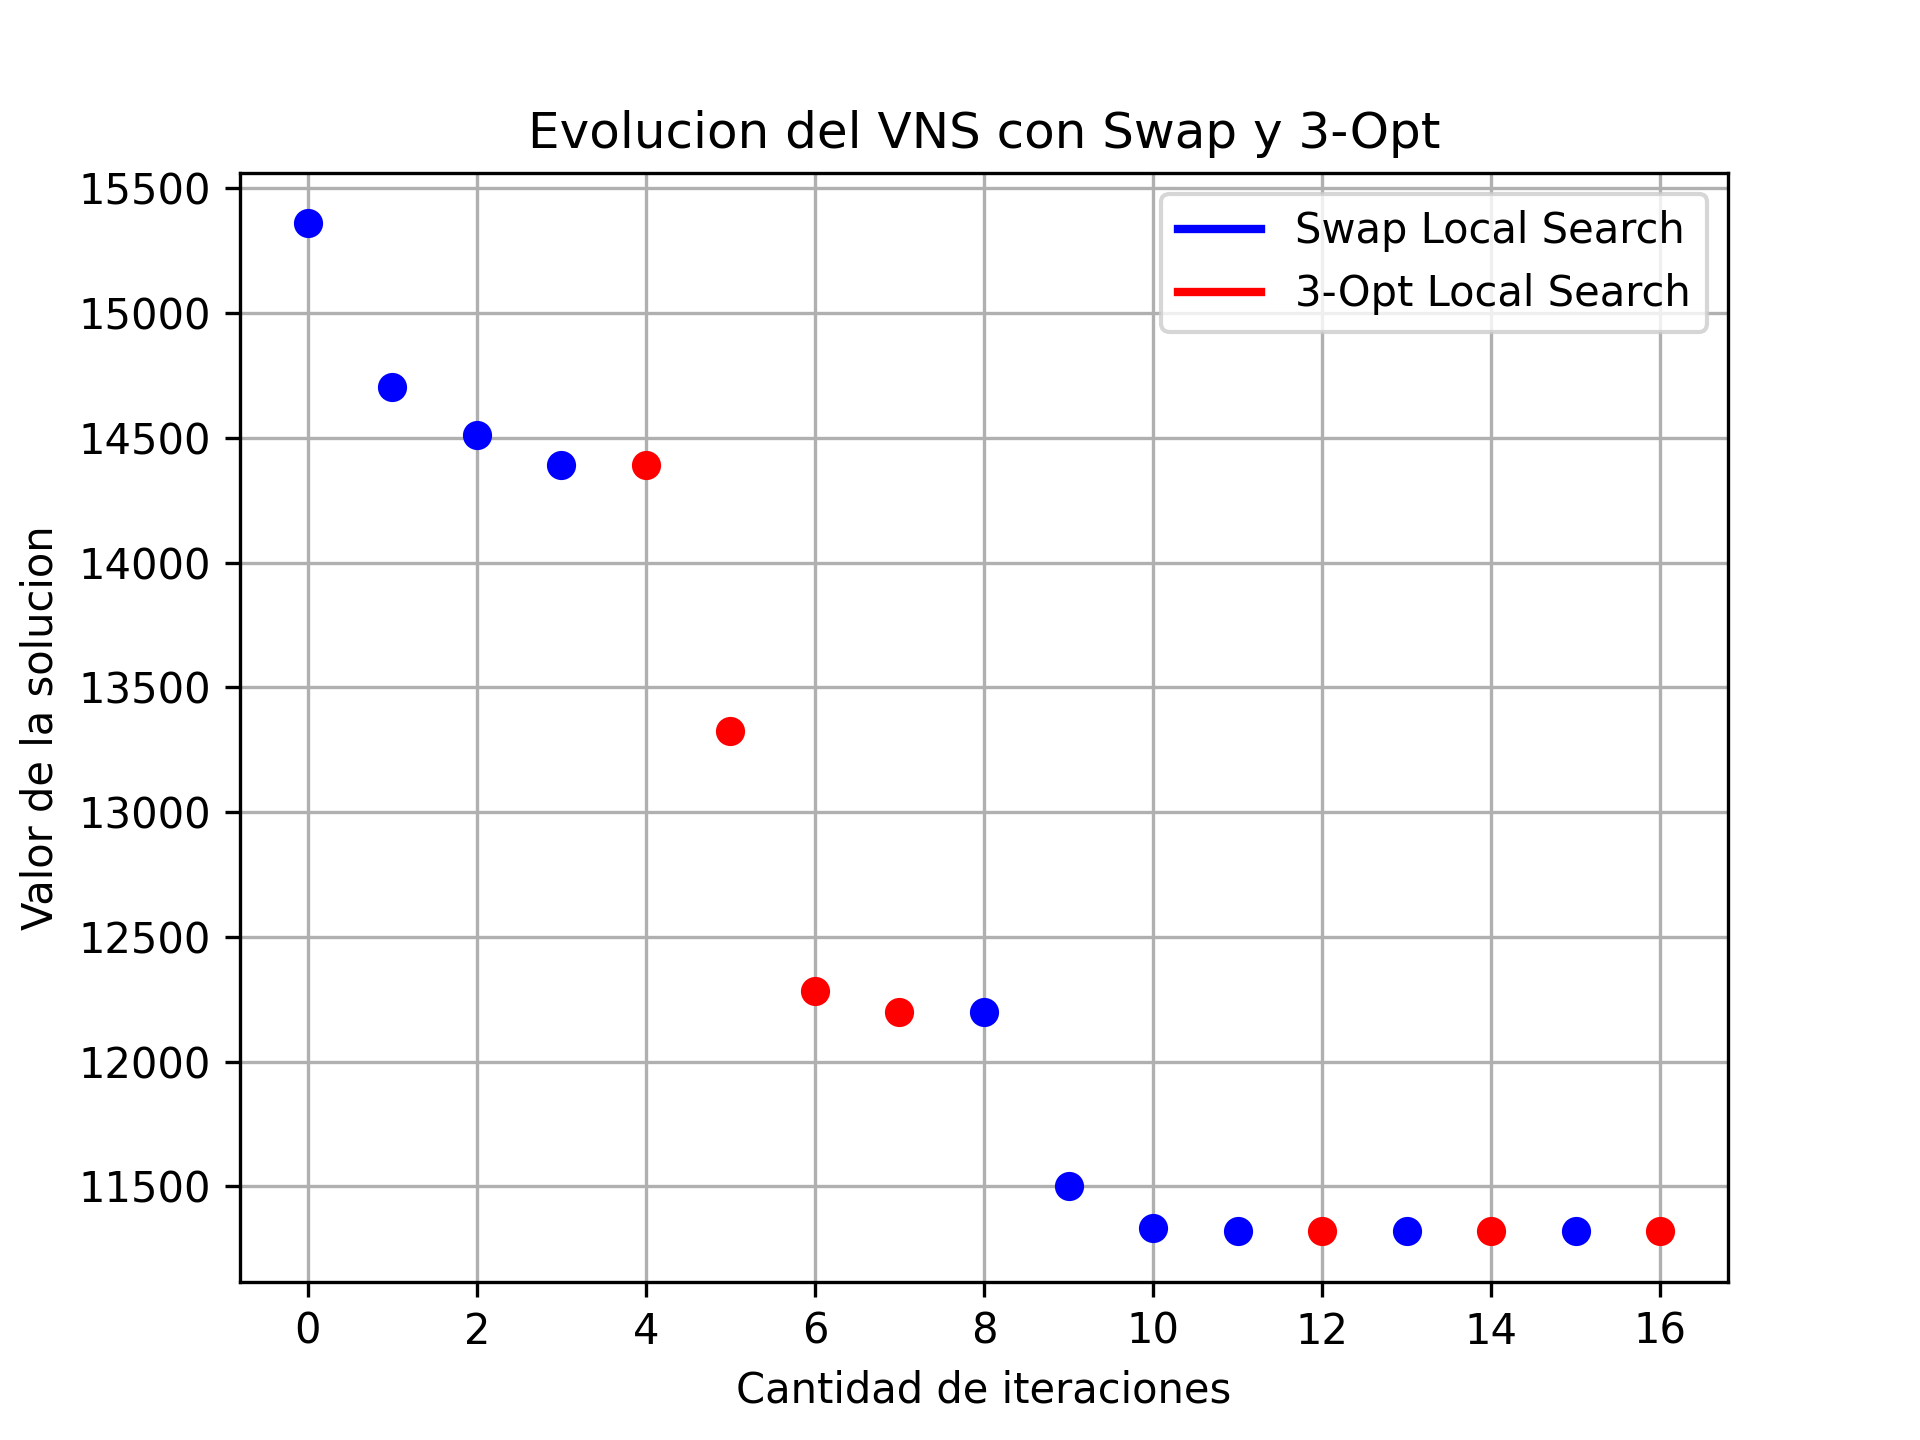 Evolucion del VNS con Swap y 3-Opt
15500
15000
14500
14000
13500
13000
12500
12000
11500
Valor de la solucion
Swap Local Search
3-Opt Local Search
0 2 4 6 8 10 12 14 16
Cantidad de iteraciones